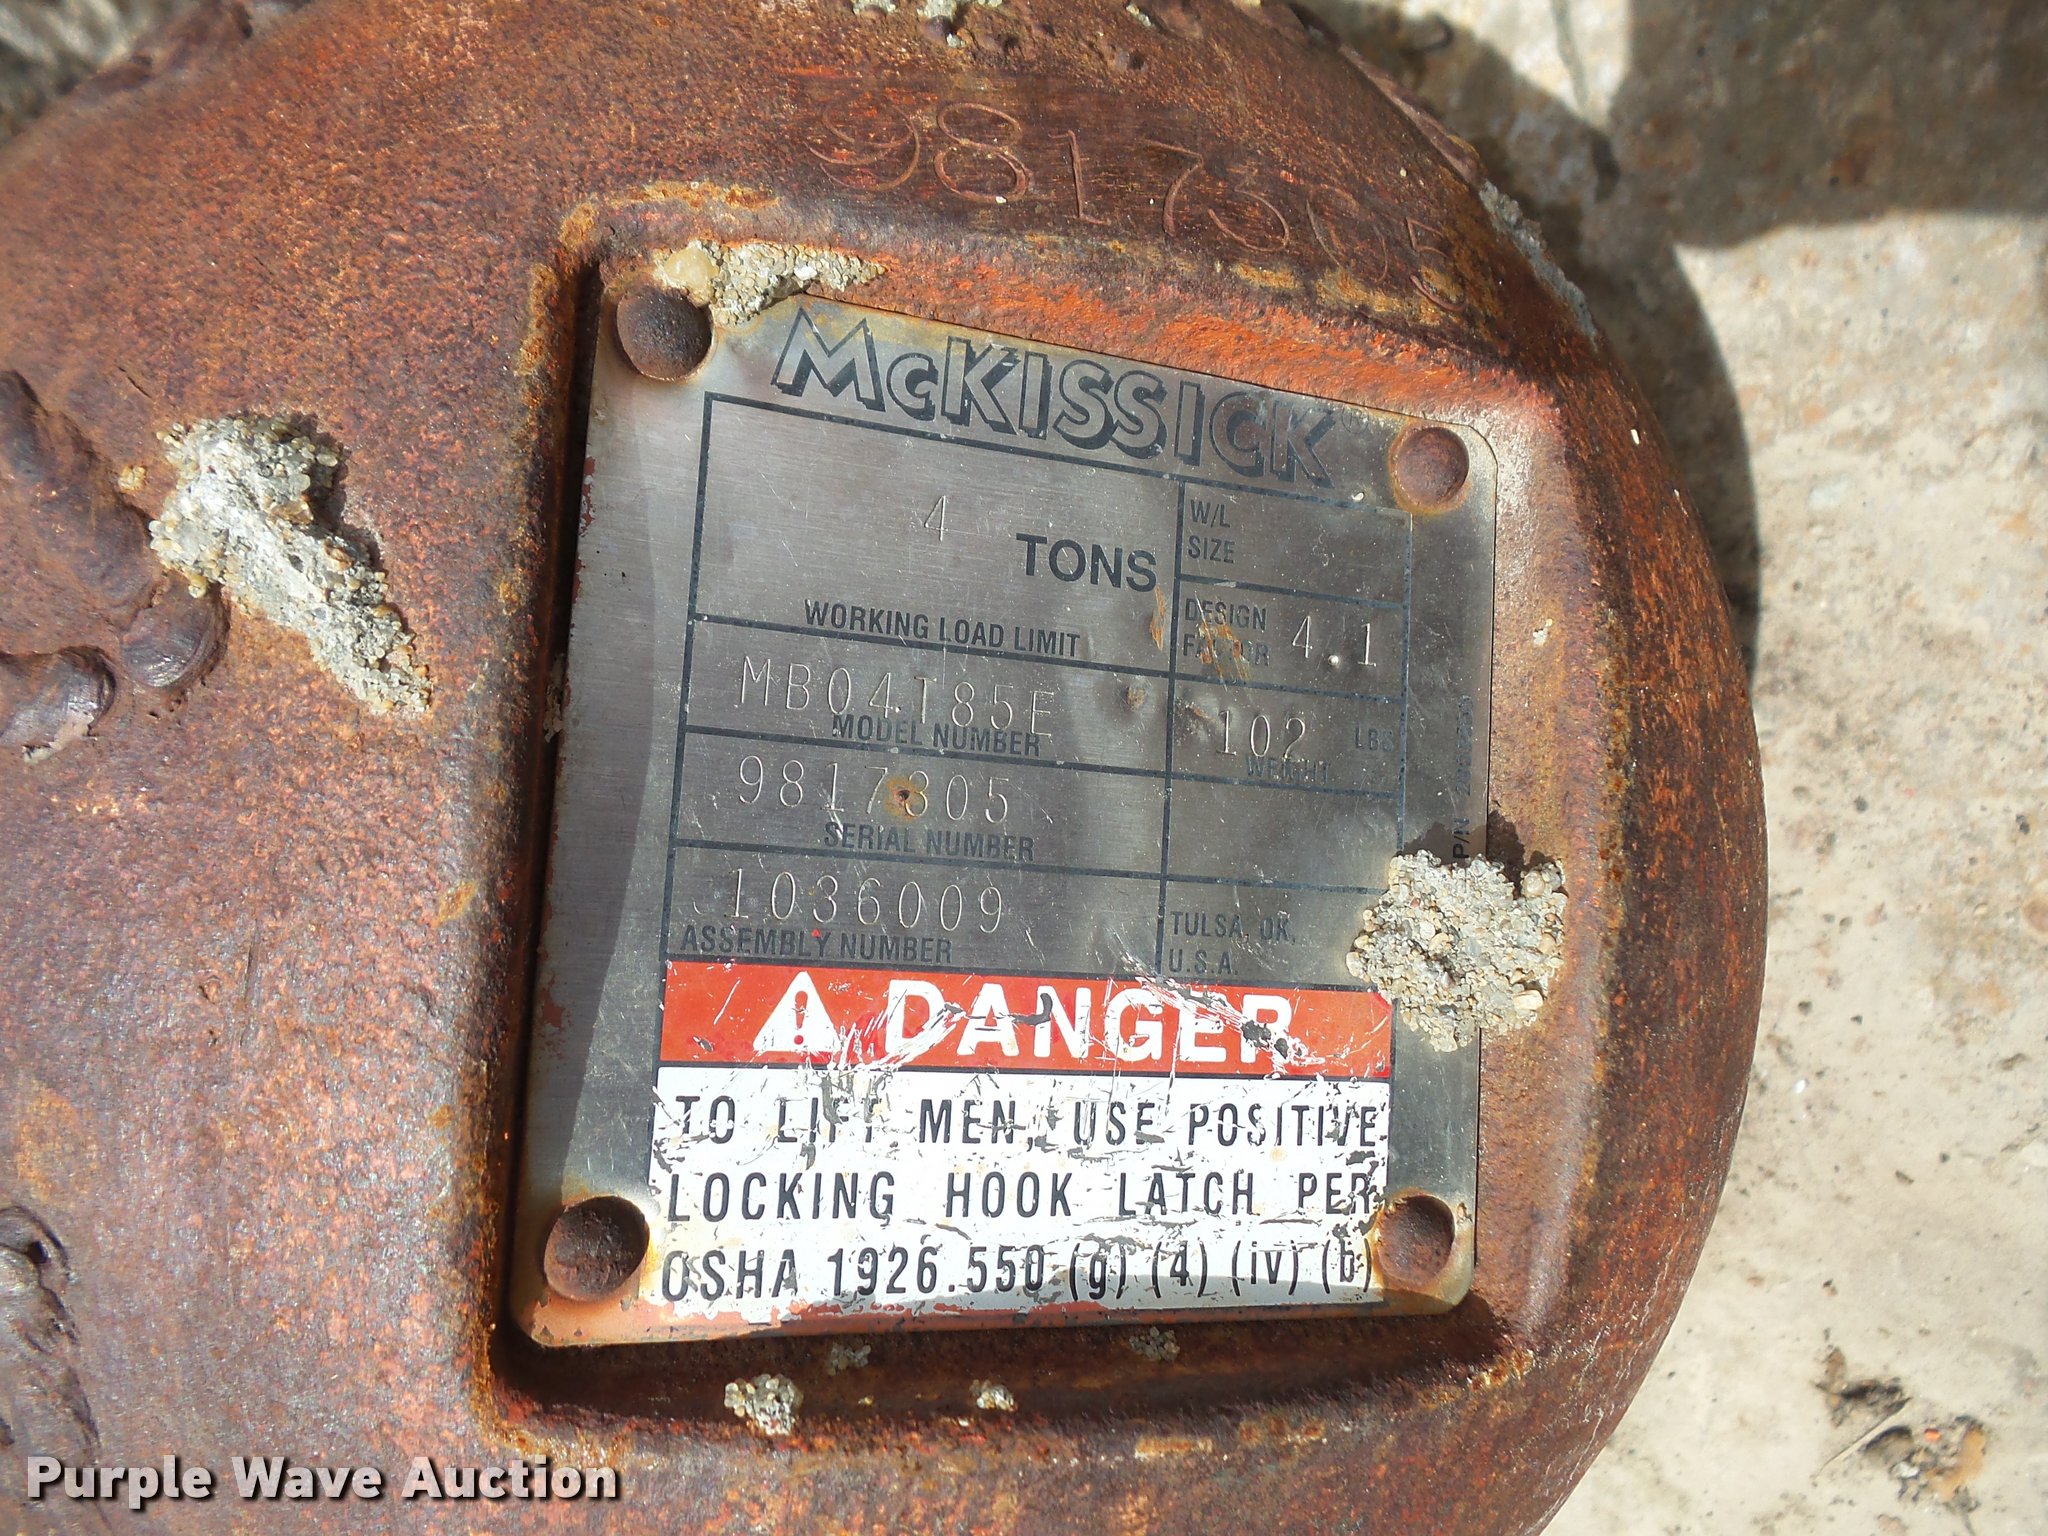 9817305
McKISSICK®
4 TONS
WORKING LOAD LIMIT
W/L
SIZE
DESIGN
FACTOR 4.1
MB04T85E
MODEL NUMBER
102 LBS
WEIGHT
9817305
SERIAL NUMBER
1036009
ASSEMBLY NUMBER
TULSA, OK,
U.S.A.
P/N
DANGER
TO LIFT MEN, USE POSITIVE
LOCKING HOOK LATCH PER
OSHA 1926.550 (g) (4) (iv) (b)
Purple Wave Auction